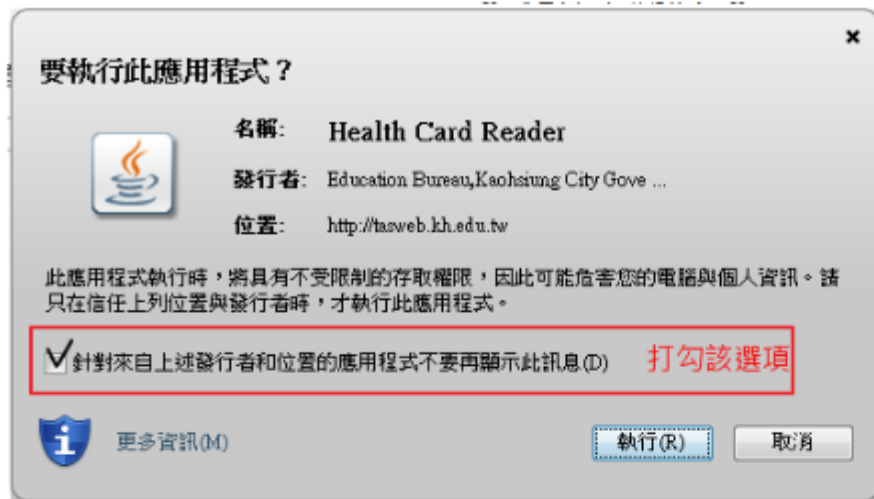 要執行此應用程式？
名稱: Health Card Reader
發行者: Education Bureau,Kaohsiung City Gove ...
位置: http://tasweb.kh.edu.tw
此應用程式執行時，將具有不受限制的存取權限，因此可能危害您的電腦與個人資訊。請
只在信任上列位置與發行者時，才執行此應用程式。
針對來自上述發行者和位置的應用程式不要再顯示此訊息(D) 打勾該選項
更多資訊(M) 執行(R) 取消